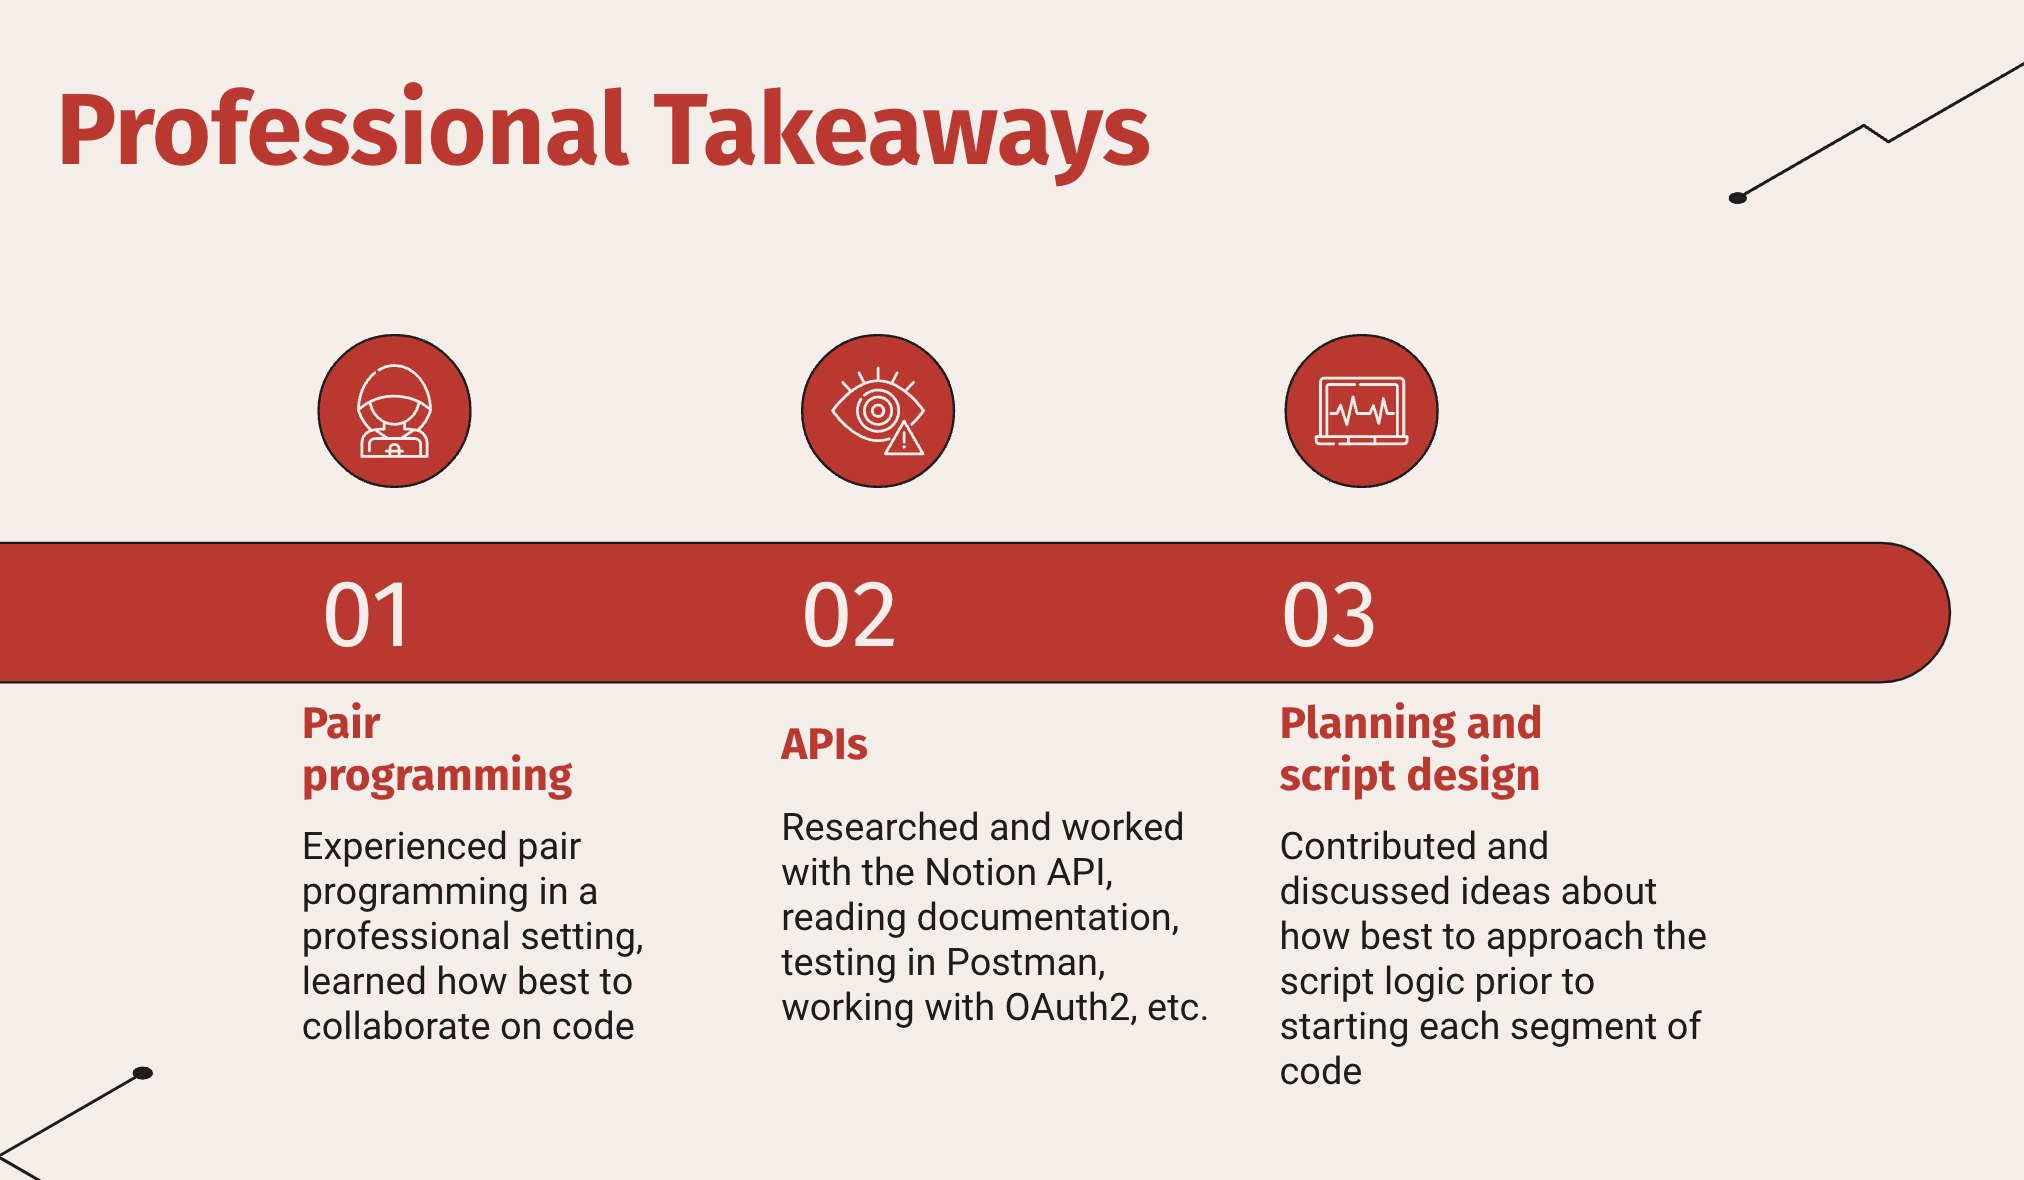 Professional Takeaways
01
02
03
Pair
programming
Experienced pair
programming in a
professional setting,
learned how best to
collaborate on code
APIs
Researched and worked
with the Notion API,
reading documentation,
testing in Postman,
working with OAuth2, etc.
Planning and
script design
Contributed and
discussed ideas about
how best to approach the
script logic prior to
starting each segment of
code